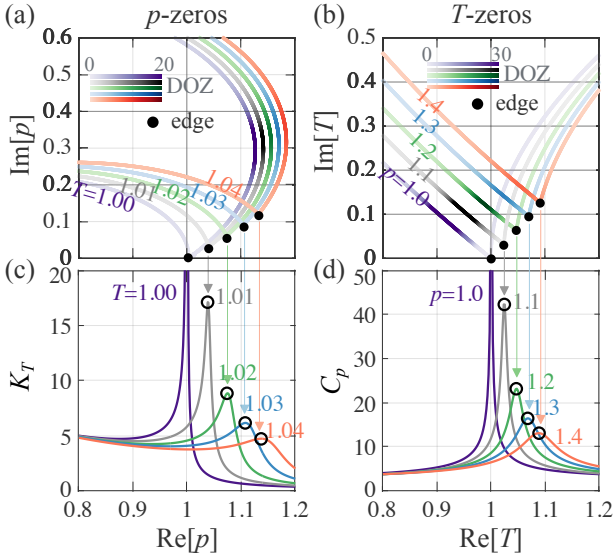 (a) p-zeros
0.6
0.5
0.4
0.3
0.2
0.1
0
Im[p]
0 20
DOZ
edge
T=1.00
1.01
1.02
1.03
1.04
(b) T-zeros
0.5
0.4
0.3
0.2
0.1
0
Im[T]
0 30
DOZ
edge
p=1.0
1.1
1.2
1.3
1.4
(c)
20
15
10
5
0
K_T
T=1.00
1.01
1.02
1.03
1.04
0.8 0.9 1.0 1.1 1.2
Re[p]
(d)
50
40
30
20
10
0
C_p
p=1.0
1.1
1.2
1.3
1.4
0.8 0.9 1 1.1 1.2
Re[T]